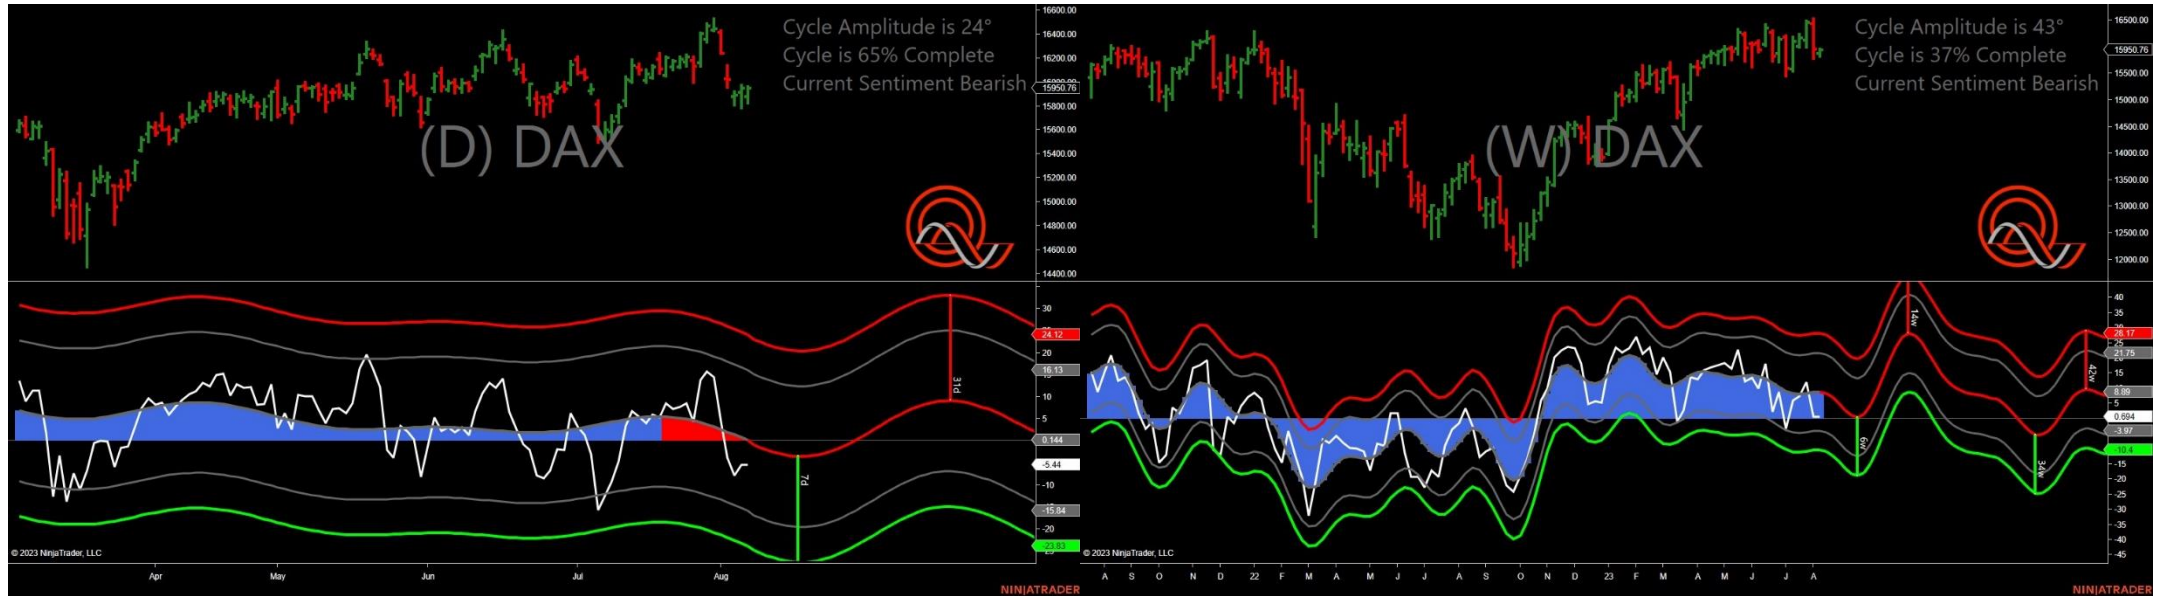 Cycle Amplitude is 24°
Cycle is 65% Complete
Current Sentiment Bearish
(D) DAX
16600.00
16400.00
16200.00
15950.76
15800.00
15600.00
15400.00
15200.00
15000.00
14800.00
14600.00
14400.00
30
24.12
20
16.13
10
5
0.144
-5.44
-10
-15.84
-20
-23.83
31d
7d
© 2023 NinjaTrader, LLC
Apr May Jun Jul Aug
NINJATRADER
Cycle Amplitude is 43°
Cycle is 37% Complete
Current Sentiment Bearish
(W) DAX
16500.00
15950.76
15500.00
15000.00
14500.00
14000.00
13500.00
13000.00
12500.00
12000.00
40
35
28.17
25
21.75
15
8.89
5
0.694
-3.97
-10.4
-15
-20
-25
-30
-35
-40
-45
14w
42w
6w
34w
© 2023 NinjaTrader, LLC
A S O N D 22 F M A M J J A S O N D 23 F M A M J J A
NINJATRADER